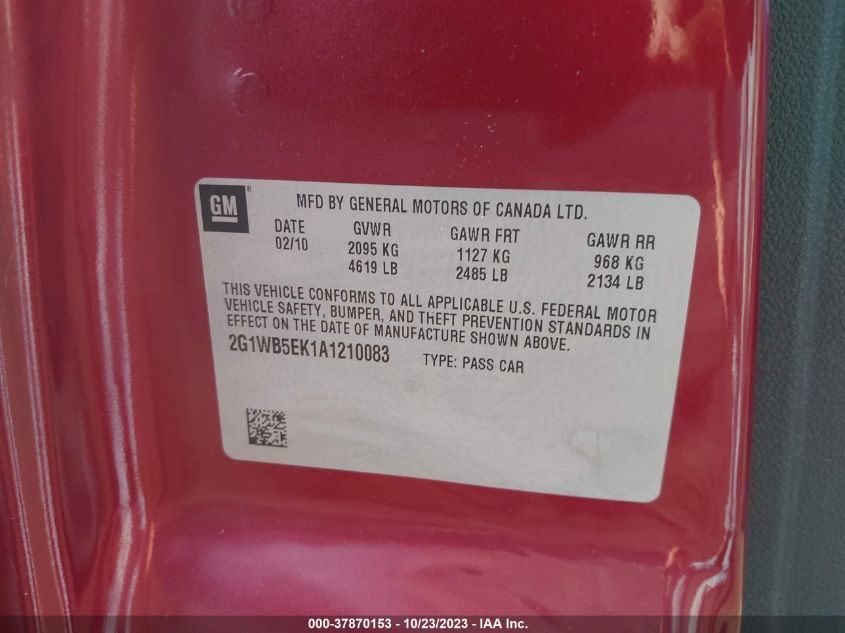 GM
MFD BY GENERAL MOTORS OF CANADA LTD.
DATE GVWR GAWR FRT GAWR RR
02/10 2095 KG 1127 KG 968 KG
4619 LB 2485 LB 2134 LB
THIS VEHICLE CONFORMS TO ALL APPLICABLE U.S. FEDERAL MOTOR
VEHICLE SAFETY, BUMPER, AND THEFT PREVENTION STANDARDS IN
EFFECT ON THE DATE OF MANUFACTURE SHOWN ABOVE.
2G1WB5EK1A1210083 TYPE: PASS CAR
000-37870153 - 10/23/2023 - IAA Inc.